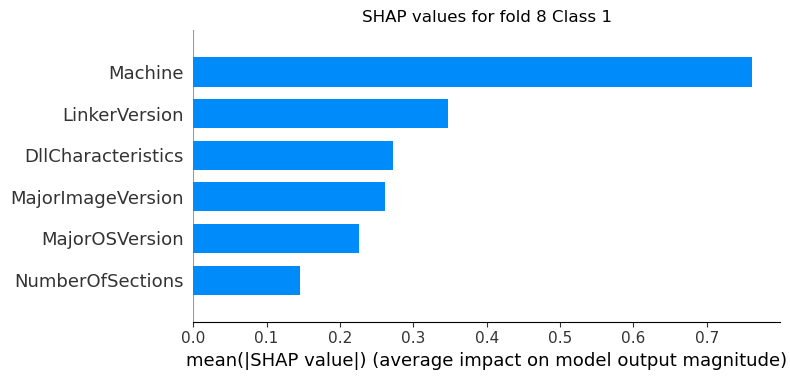 SHAP values for fold 8 Class 1
Machine
LinkerVersion
DllCharacteristics
MajorImageVersion
MajorOSVersion
NumberOfSections
0.0 0.1 0.2 0.3 0.4 0.5 0.6 0.7
mean(|SHAP value|) (average impact on model output magnitude)